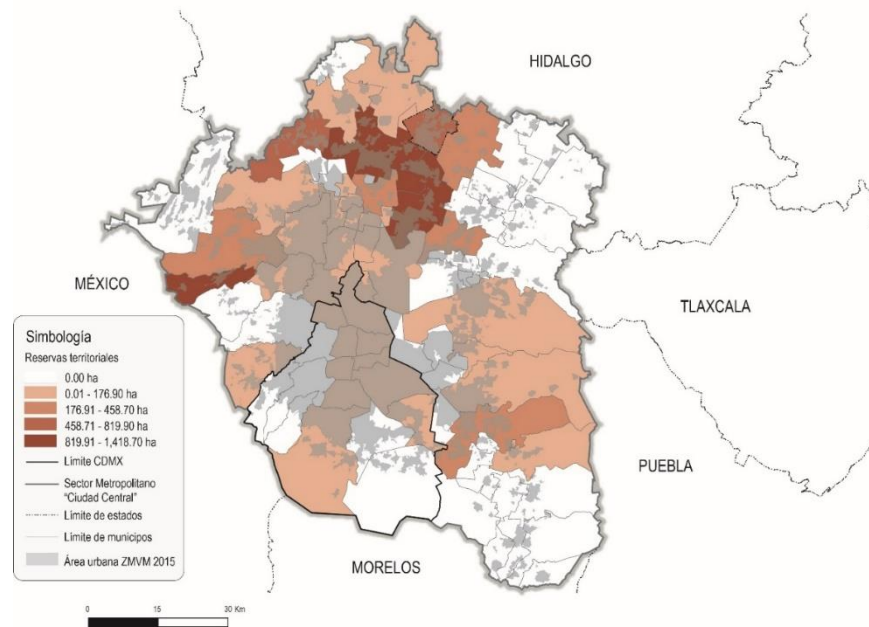 HIDALGO
MÉXICO
TLAXCALA
PUEBLA
MORELOS
Simbología
Reservas territoriales
0.00 ha
0.01 - 176.90 ha
176.91 - 458.70 ha
458.71 - 819.90 ha
819.91 - 1,418.70 ha
Límite CDMX
Sector Metropolitano
"Ciudad Central"
Límite de estados
Límite de municipos
Área urbana ZMVM 2015
0 15 30 Km